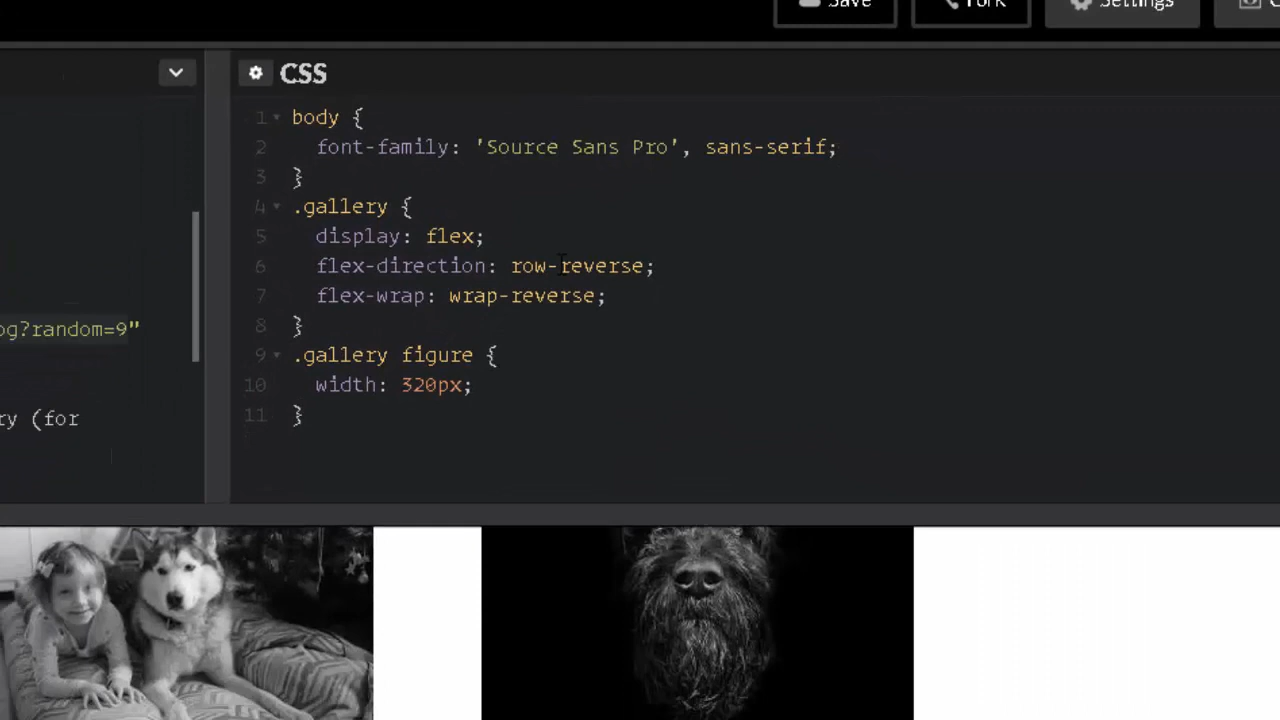 Save Fork Settings
CSS
1 body {
2 font-family: 'Source Sans Pro', sans-serif;
3 }
4 .gallery {
5 display: flex;
6 flex-direction: row-reverse;
7 flex-wrap: wrap-reverse;
8 }
9 .gallery figure {
10 width: 320px;
11 }
og?random=9"
ry (for